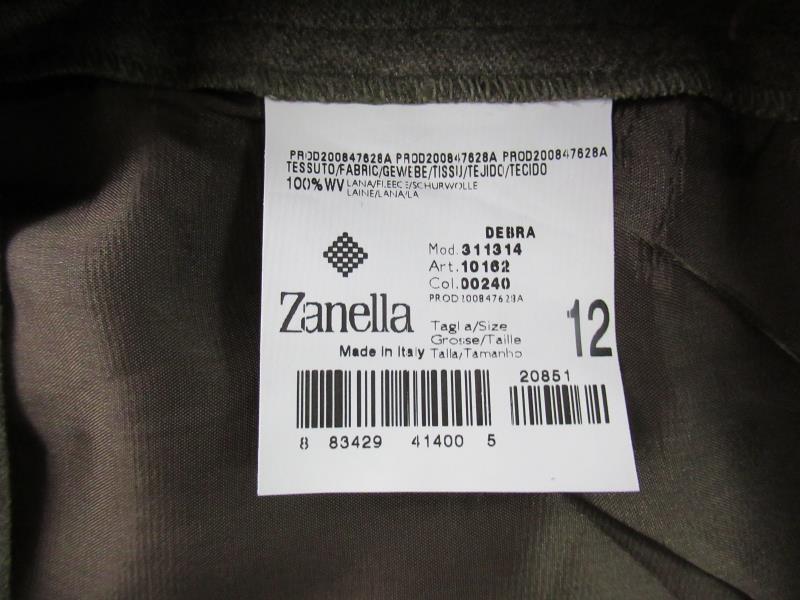 PROD200847628A PROD200847628A PROD200847628A
TESSUTO/FABRIC/GEWEBE/TISSU/TEJIDO/TECIDO
100%WV LANA/FLEECE/SCHURWOLLE
LAINE/LANA/LA
DEBRA
Mod. 311314
Art. 10162
Col. 00240
PROD200847628A
Zanella
Made in Italy
Taglia/Size
Grosse/Taille
Talla/Tamanho
12
20851
8 83429 41400 5